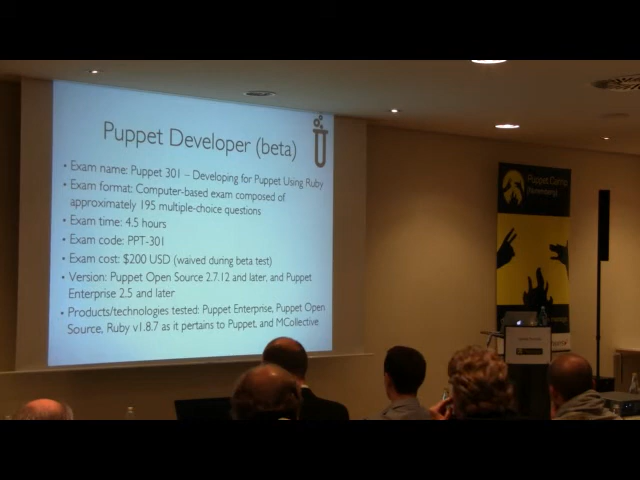 Puppet Developer (beta)
• Exam name: Puppet 301 – Developing for Puppet Using Ruby
• Exam format: Computer-based exam composed of
approximately 195 multiple-choice questions
• Exam time: 4.5 hours
• Exam code: PPT-301
• Exam cost: $200 USD (waived during beta test)
• Version: Puppet Open Source 2.7.12 and later, and Puppet
Enterprise 2.5 and later
• Products/technologies tested: Puppet Enterprise, Puppet Open
Source, Ruby v1.8.7 as it pertains to Puppet, and MCollective
Puppet Camp